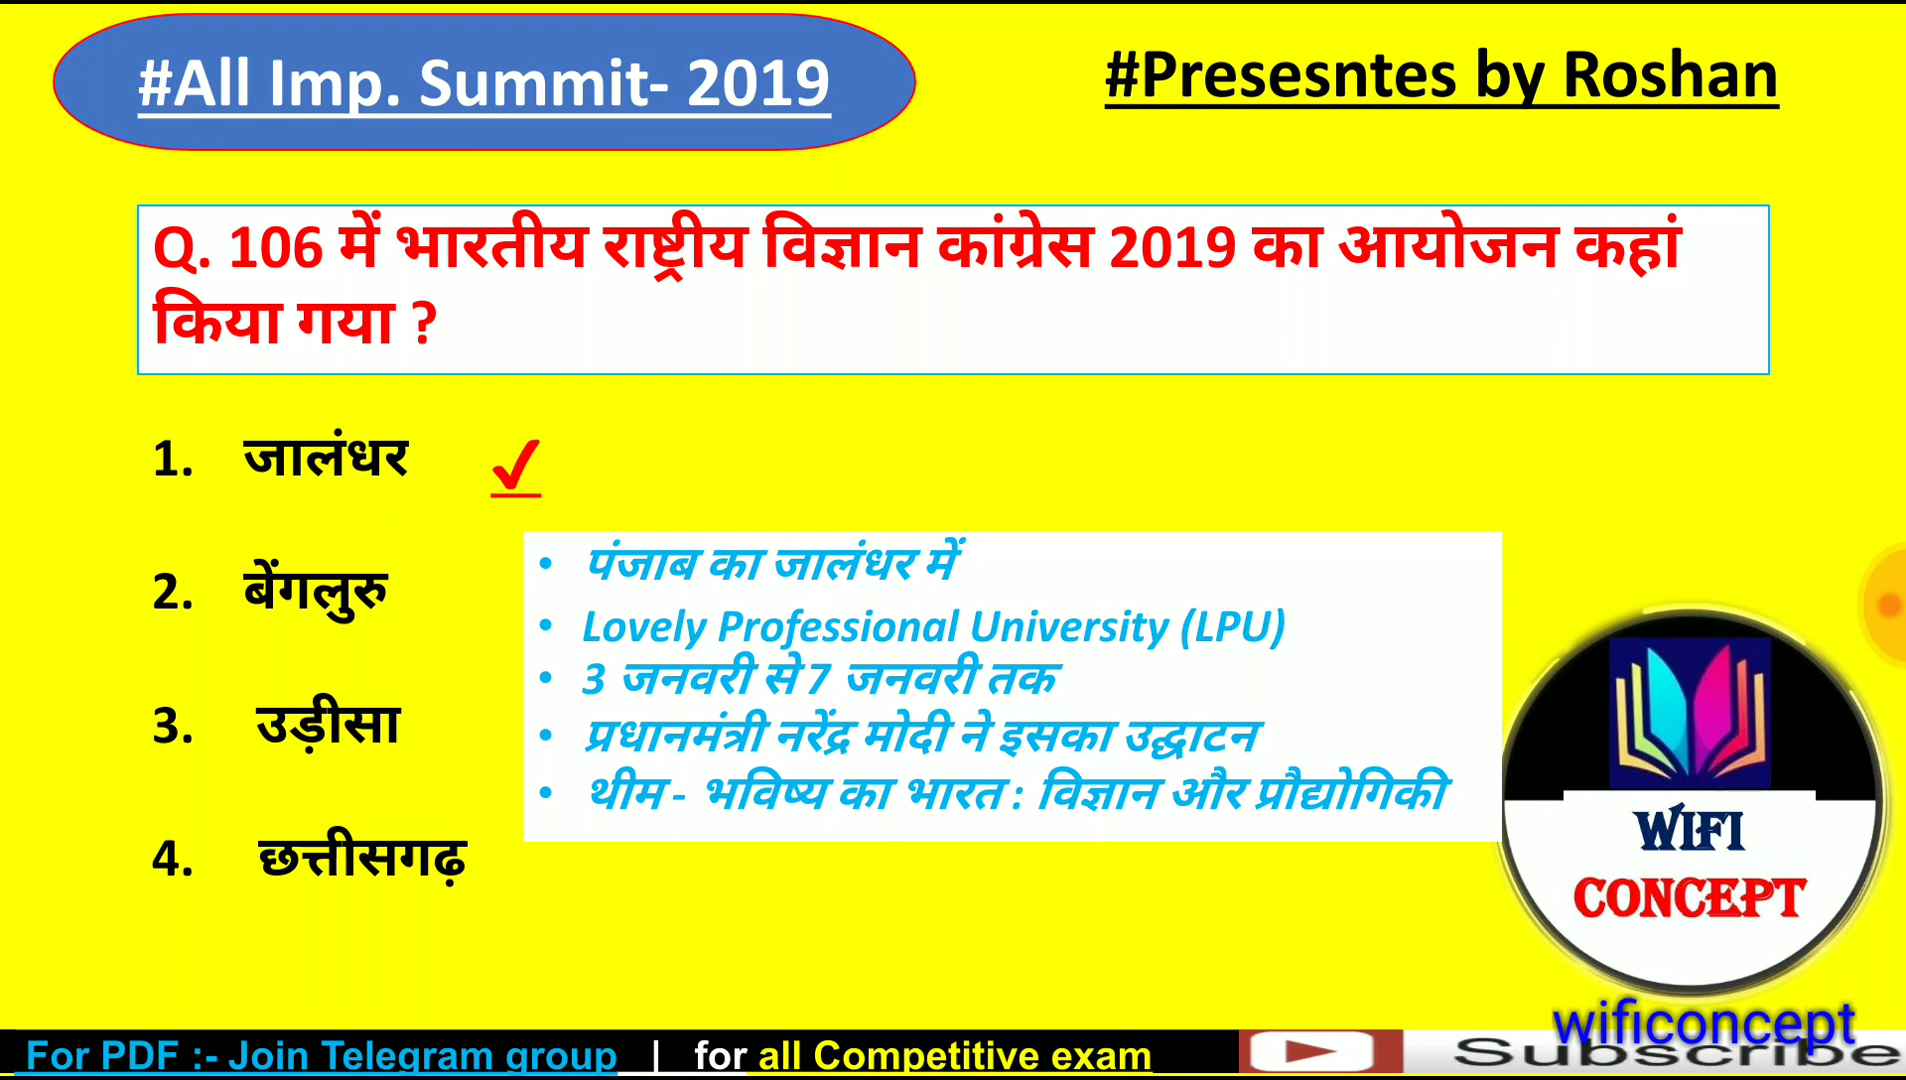 #All Imp. Summit- 2019
#Presesntes by Roshan
Q. 106 में भारतीय राष्ट्रीय विज्ञान कांग्रेस 2019 का आयोजन कहां
किया गया ?
1. जालंधर ✓
2. बेंगलुरु
3. उड़ीसा
4. छत्तीसगढ़
• पंजाब का जालंधर में
• Lovely Professional University (LPU)
• 3 जनवरी से 7 जनवरी तक
• प्रधानमंत्री नरेंद्र मोदी ने इसका उद्घाटन
• थीम - भविष्य का भारत : विज्ञान और प्रौद्योगिकी
WIFI
CONCEPT
wificoncept
For PDF :- Join Telegram group | for all Competitive exam
Subscribe